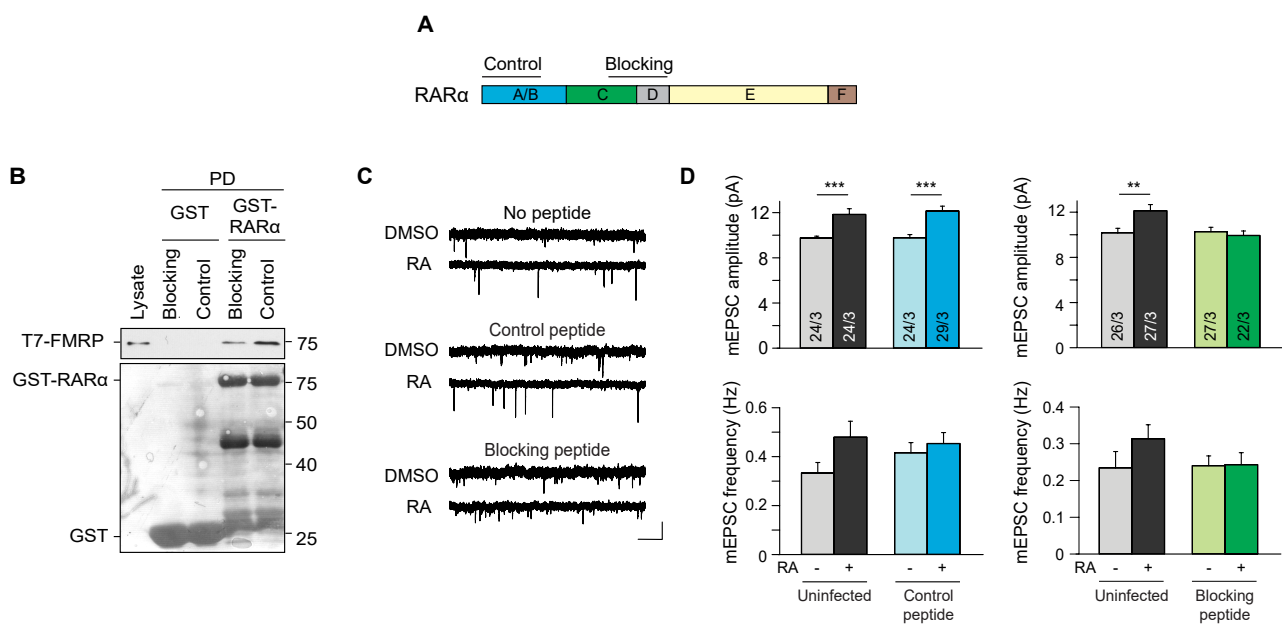 A
Control Blocking
RARα A/B C D E F
B
PD
GST GST-
RARα
Lysate Blocking Control Blocking Control
T7-FMRP 75
GST-RARα 75
50
40
GST 25
C
No peptide
DMSO
RA
Control peptide
DMSO
RA
Blocking peptide
DMSO
RA
D
mEPSC amplitude (pA)
12
8
4
0
*** ***
24/3 24/3 24/3 29/3
mEPSC amplitude (pA)
12
8
4
0
**
26/3 27/3 27/3 22/3
mEPSC frequency (Hz)
0.6
0.4
0.2
0
RA - + - +
Uninfected Control
peptide
mEPSC frequency (Hz)
0.4
0.3
0.2
0.1
0
RA - + - +
Uninfected Blocking
peptide